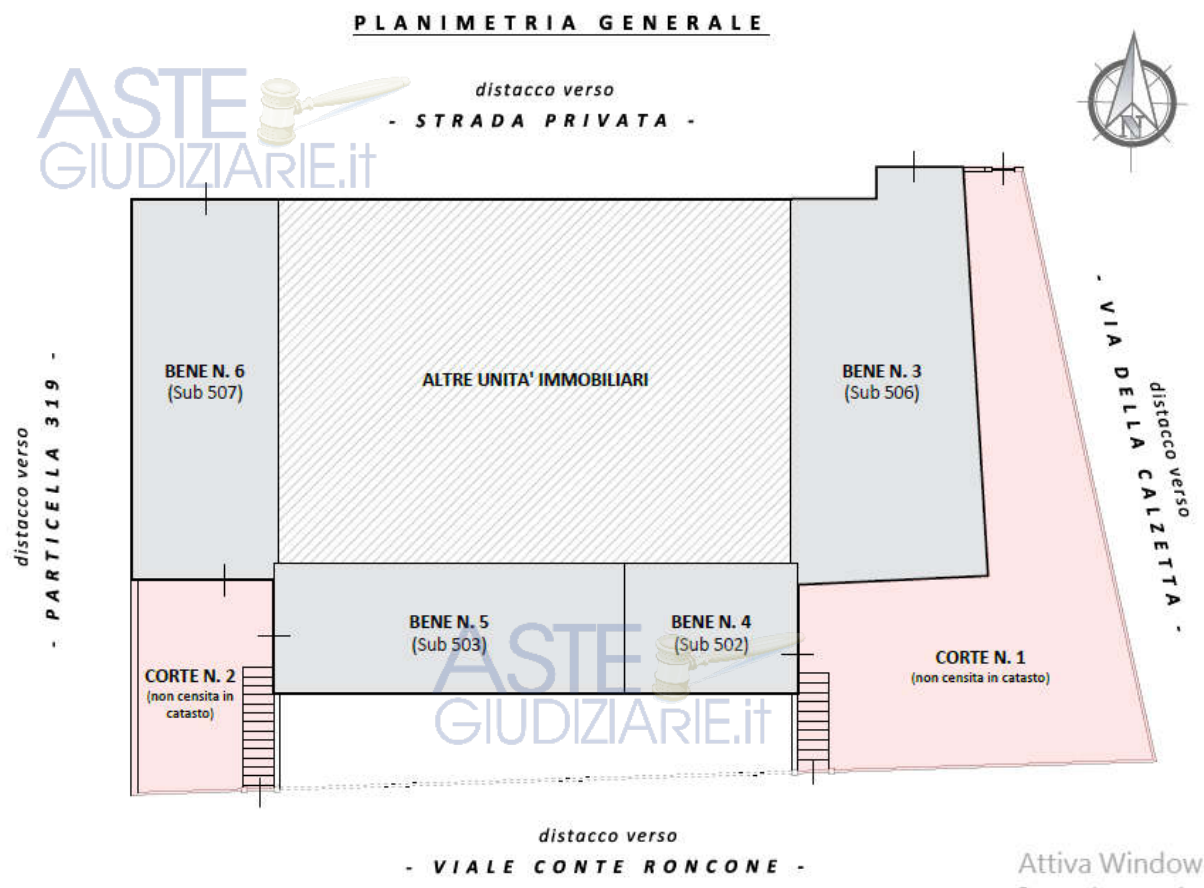 PLANIMETRIA GENERALE
ASTE
GIUDIZIARIE.it
distacco verso
- STRADA PRIVATA -
N
BENE N. 6
(Sub 507)
ALTRE UNITA' IMMOBILIARI
BENE N. 3
(Sub 506)
distacco verso
- PARTICELLA 319 -
- VIA DELLA CALZETTA -
distacco verso
BENE N. 5
(Sub 503)
BENE N. 4
(Sub 502)
ASTE
GIUDIZIARIE.it
CORTE N. 2
(non censita in
catasto)
CORTE N. 1
(non censita in catasto)
distacco verso
- VIALE CONTE RONCONE -
Attiva Window